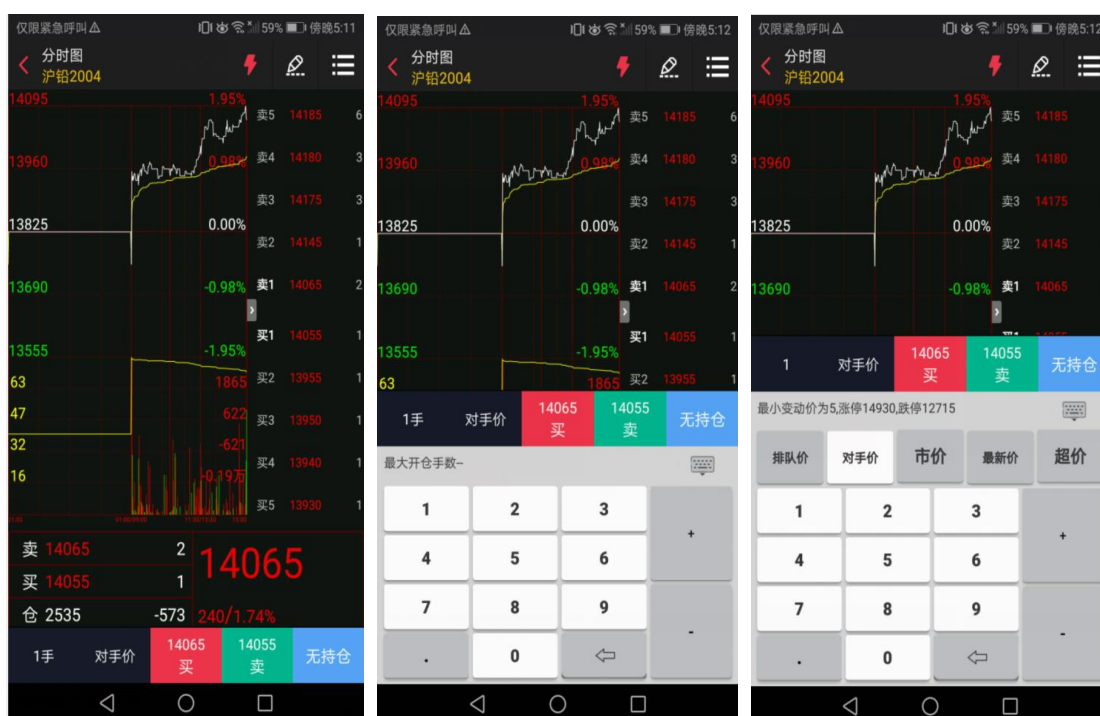 仅限紧急呼叫 59% 傍晚5:11
分时图
沪铅2004
14095 1.95%
卖5 14185 6
13960 0.98%
卖4 14180 3
卖3 14175 3
13825 0.00%
卖2 14145 1
13690 -0.98%
卖1 14065 2
买1 14055 1
13555 -1.95%
63 1865
买2 13955 1
47 622
买3 13950 1
32 -621
买4 13940 1
16 -0.19万
买5 13930 1
卖 14065 2
14065
买 14055 1
仓 2535 -573 240/1.74%
1手 对手价 14065 买 14055 卖 无持仓
仅限紧急呼叫 59% 傍晚5:12
分时图
沪铅2004
14095 1.95%
卖5 14185 6
13960 0.98%
卖4 14180 3
卖3 14175 3
13825 0.00%
卖2 14145 1
13690 -0.98%
卖1 14065 2
买1 14055 1
13555 -1.95%
63 1865
买2 13955 1
1手 对手价 14065 买 14055 卖 无持仓
最大开仓手数--
1 2 3
+
4 5 6
7 8 9
-
. 0
仅限紧急呼叫 59% 傍晚5:12
分时图
沪铅2004
14095 1.95%
卖5 14185
13960 0.98%
卖4 14180
卖3 14175
13825 0.00%
卖2 14145
13690 -0.98%
卖1 14065
1 对手价 14065 买 14055 卖 无持仓
最小变动价为5,涨停14930,跌停12715
排队价 对手价 市价 最新价 超价
1 2 3
+
4 5 6
7 8 9
-
. 0